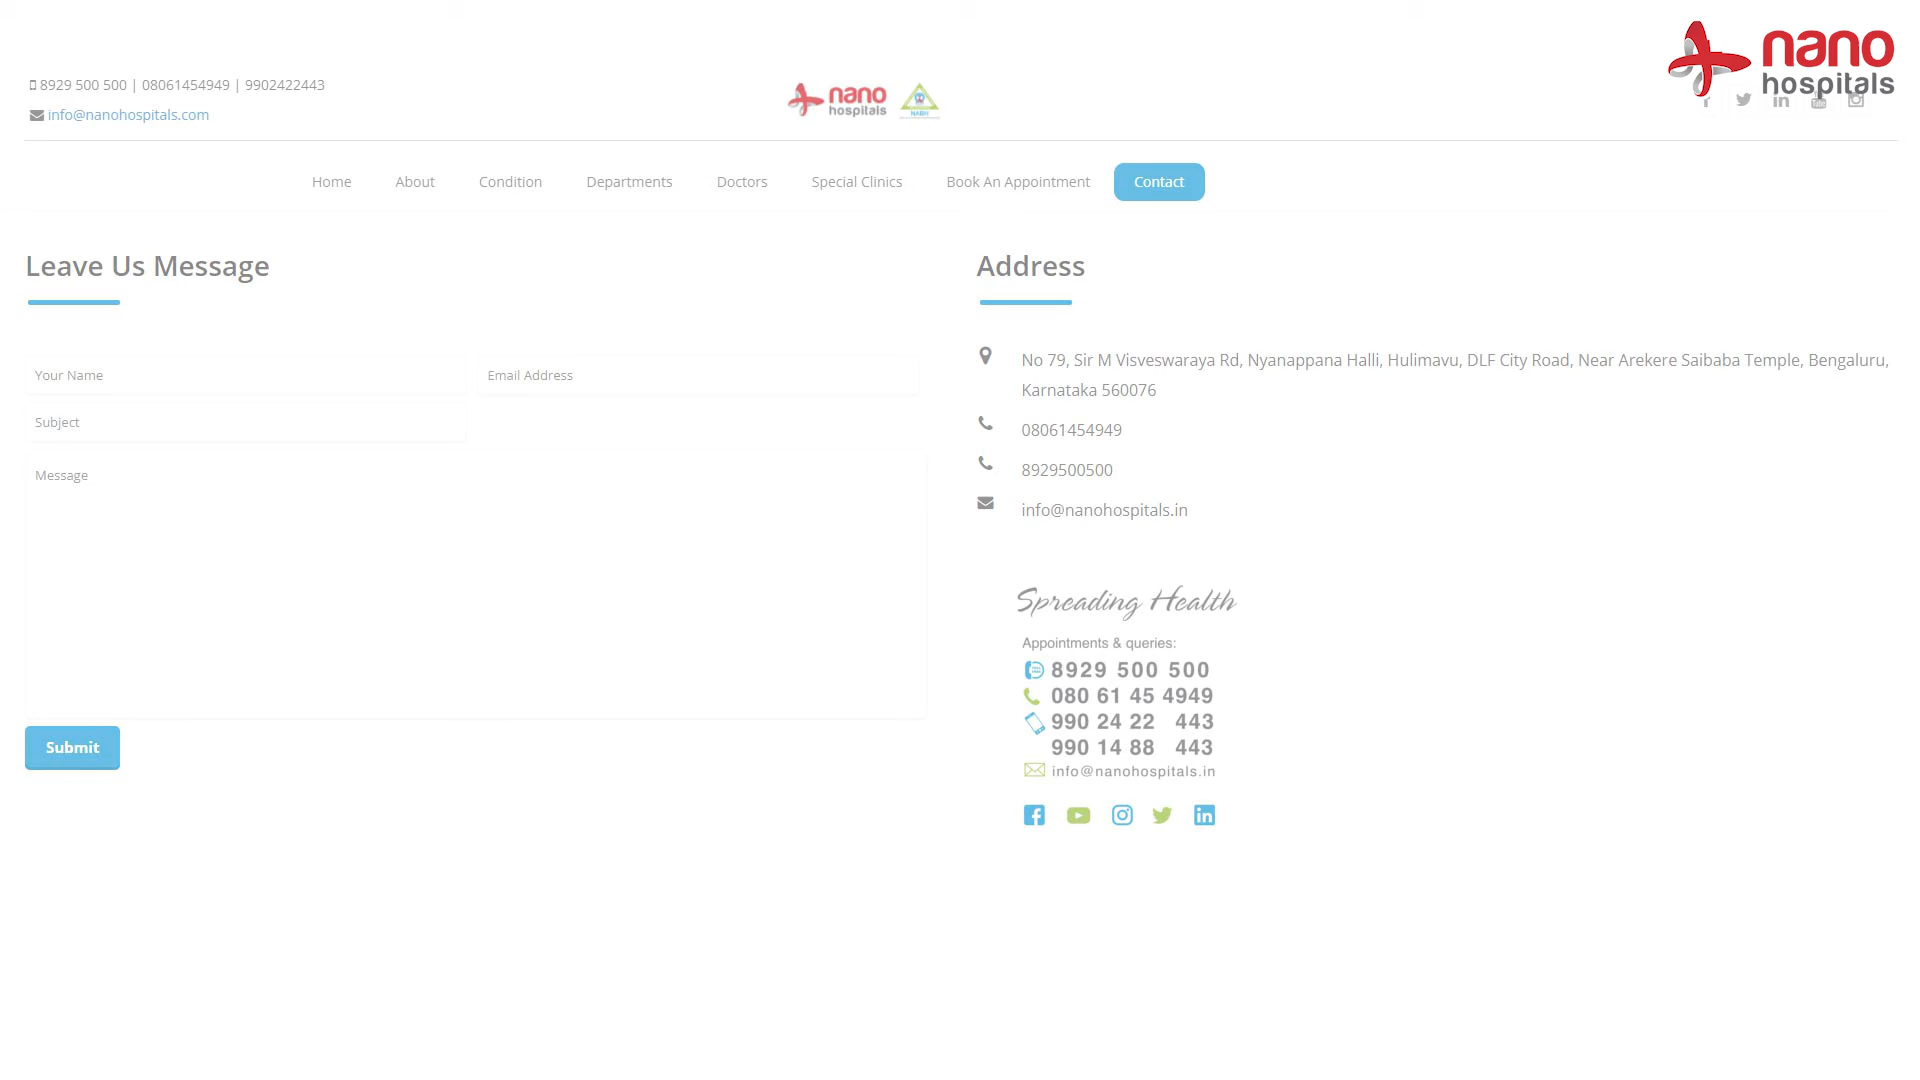 nano
hospitals
8929 500 500 | 08061454949 | 9902422443
info@nanohospitals.com
nano
hospitals
NABH
Home About Condition Departments Doctors Special Clinics Book An Appointment Contact
Leave Us Message
Your Name Email Address
Subject
Message
Submit
Address
No 79, Sir M Visveswaraya Rd, Nyanappana Halli, Hulimavu, DLF City Road, Near Arekere Saibaba Temple, Bengaluru,
Karnataka 560076
08061454949
8929500500
info@nanohospitals.in
Spreading Health
Appointments & queries:
8929 500 500
080 61 45 4949
990 24 22 443
990 14 88 443
info@nanohospitals.in